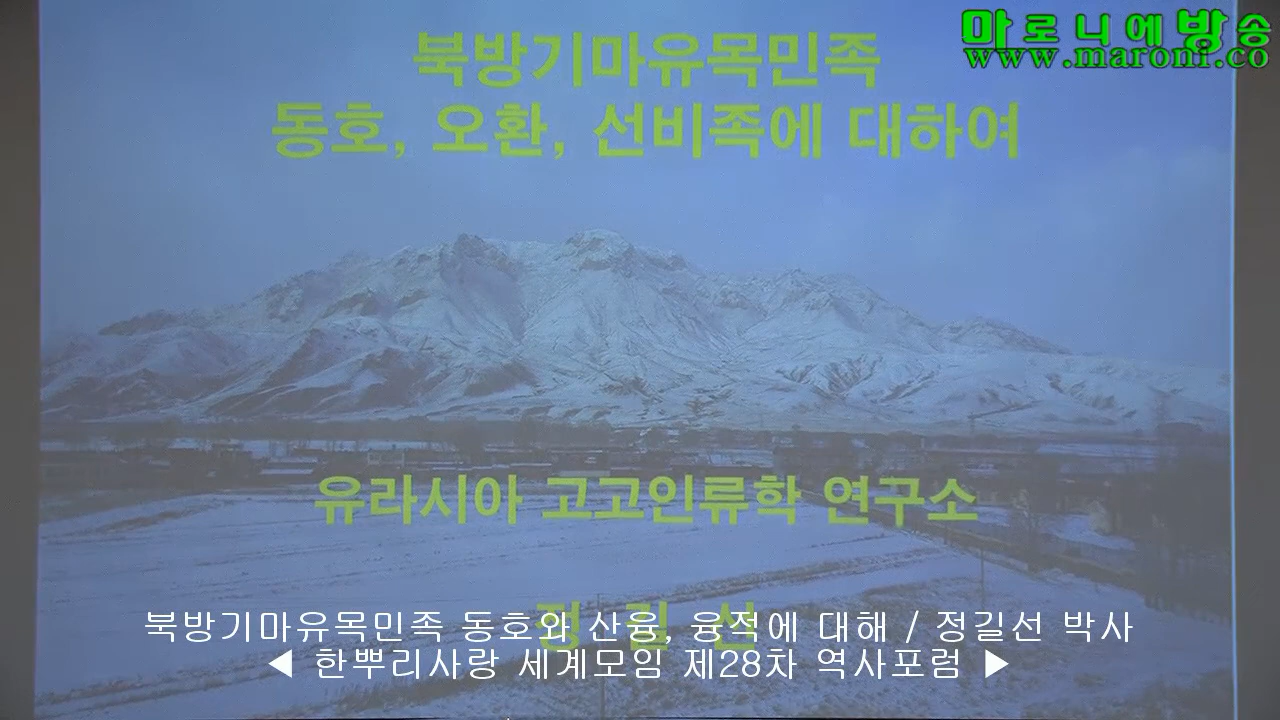 마로니에방송
www.maroni.co
북방기마유목민족
동호, 오환, 선비족에 대하여
유라시아 고고인류학 연구소
정 길 선
북방기마유목민족 동호와 산융, 융적에 대해 / 정길선 박사
◀ 한뿌리사랑 세계모임 제28차 역사포럼 ▶